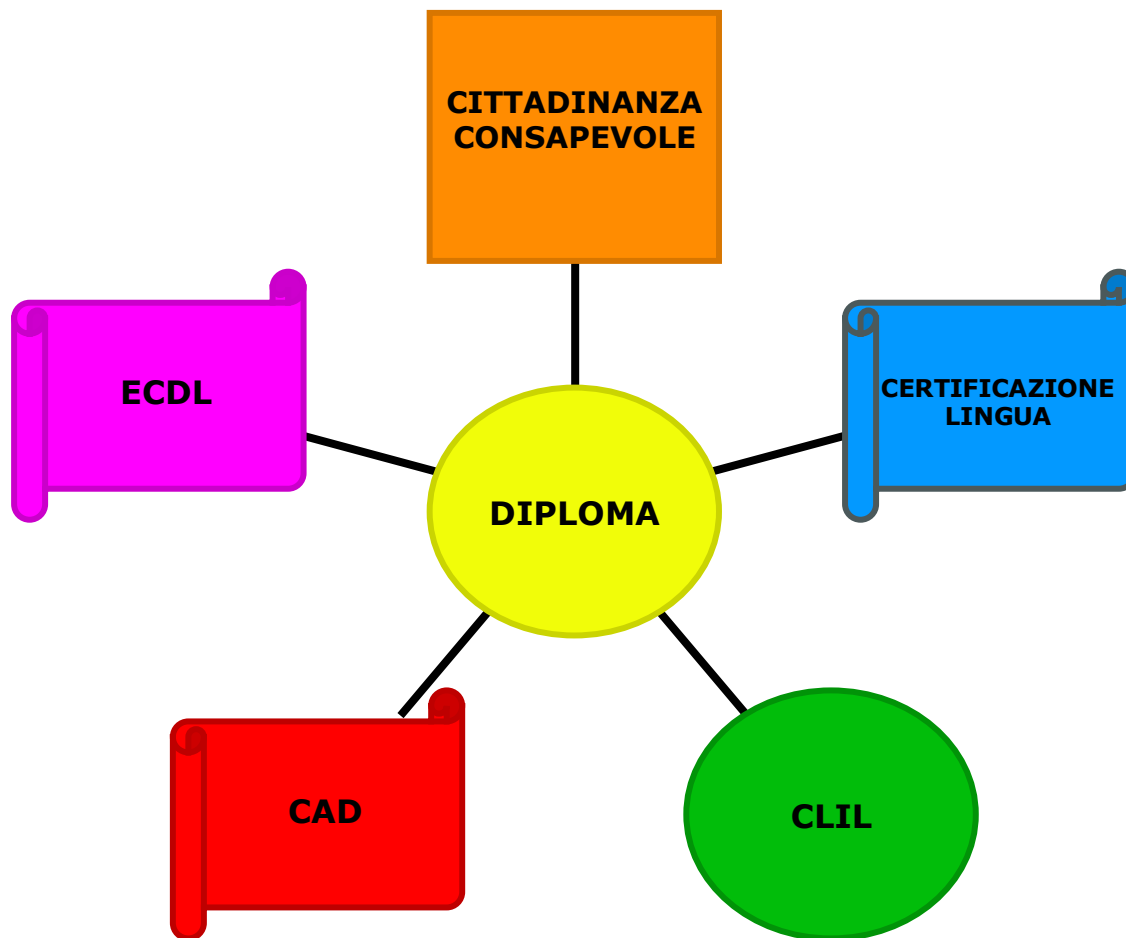 CITTADINANZA
CONSAPEVOLE
ECDL
CERTIFICAZIONE
LINGUA
DIPLOMA
CAD
CLIL